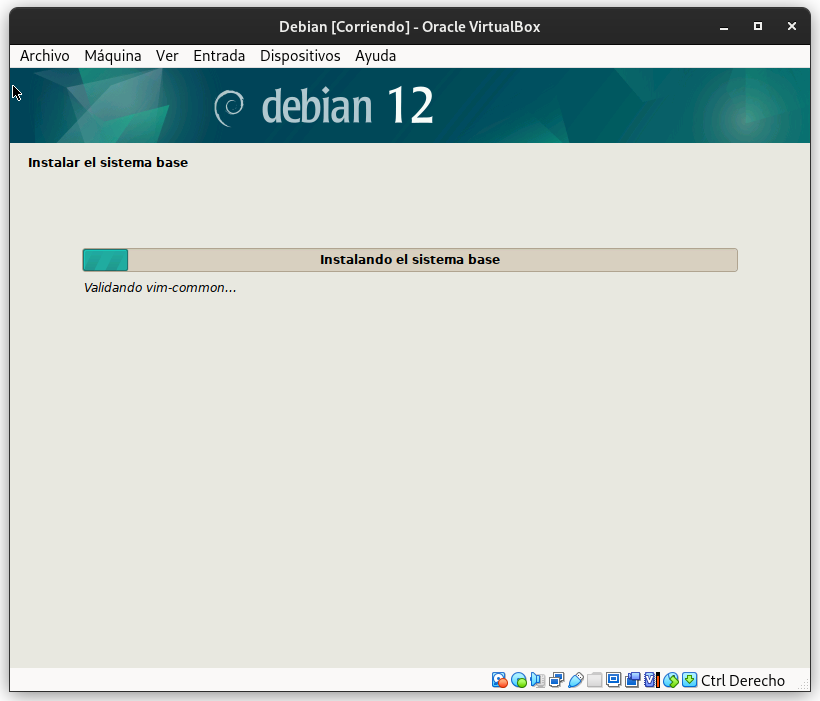 Debian [Corriendo] - Oracle VirtualBox
Archivo Máquina Ver Entrada Dispositivos Ayuda
debian 12
Instalar el sistema base
Instalando el sistema base
Validando vim-common...
Ctrl Derecho